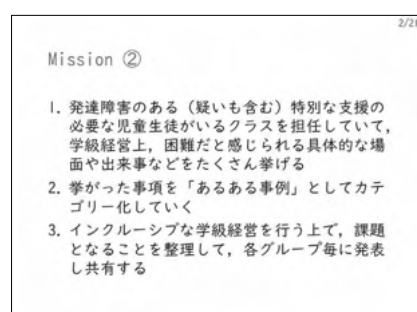 2/21
Mission ②
1. 発達障害のある（疑いも含む）特別な支援の
必要な児童生徒がいるクラスを担任していて，
学級経営上，困難だと感じられる具体的な場
面や出来事などをたくさん挙げる
2. 挙がった事項を「あるある事例」としてカテ
ゴリー化していく
3. インクルーシブな学級経営を行う上で，課題
となることを整理して，各グループ毎に発表
し共有する